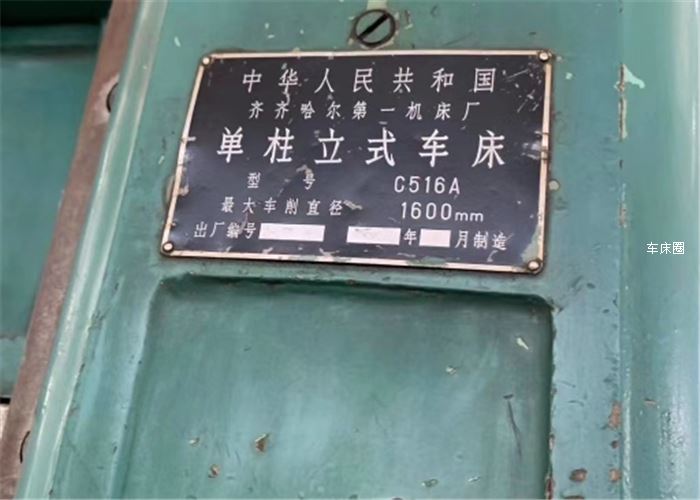 中华人民共和国
齐齐哈尔第一机床厂
单柱立式车床
型号 C516A
最大车削直径 1600mm
出厂编号 年 月制造
车床圈